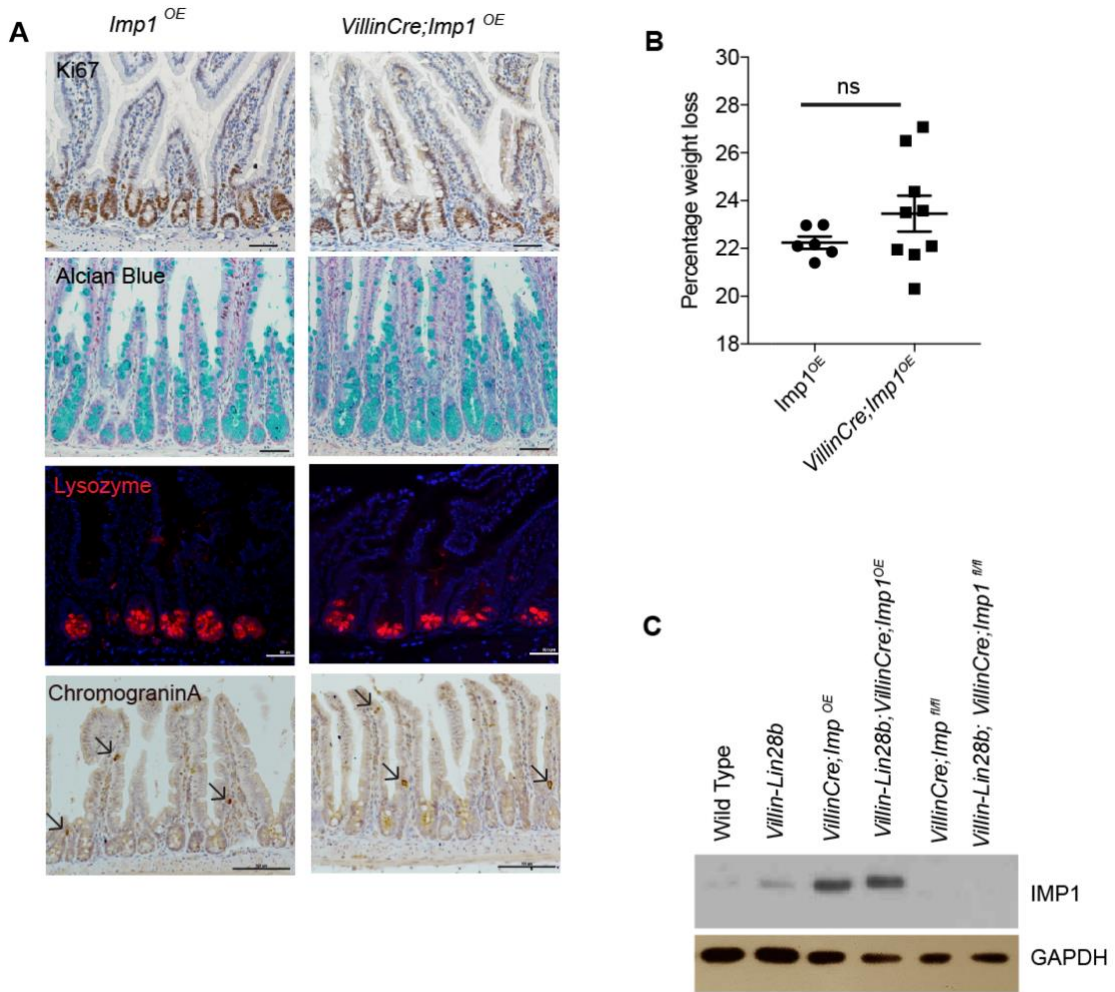 A
Imp1 OE
VillinCre;Imp1 OE
Ki67
Alcian Blue
Lysozyme
ChromograninA
B
Percentage weight loss
30
28
26
24
22
20
18
ns
Imp1OE
VillinCre;Imp1OE
C
Wild Type
Villin-Lin28b
VillinCre;Imp OE
Villin-Lin28b;VillinCre;Imp1OE
VillinCre;Imp fl/fl
Villin-Lin28b; VillinCre;Imp1 fl/fl
IMP1
GAPDH